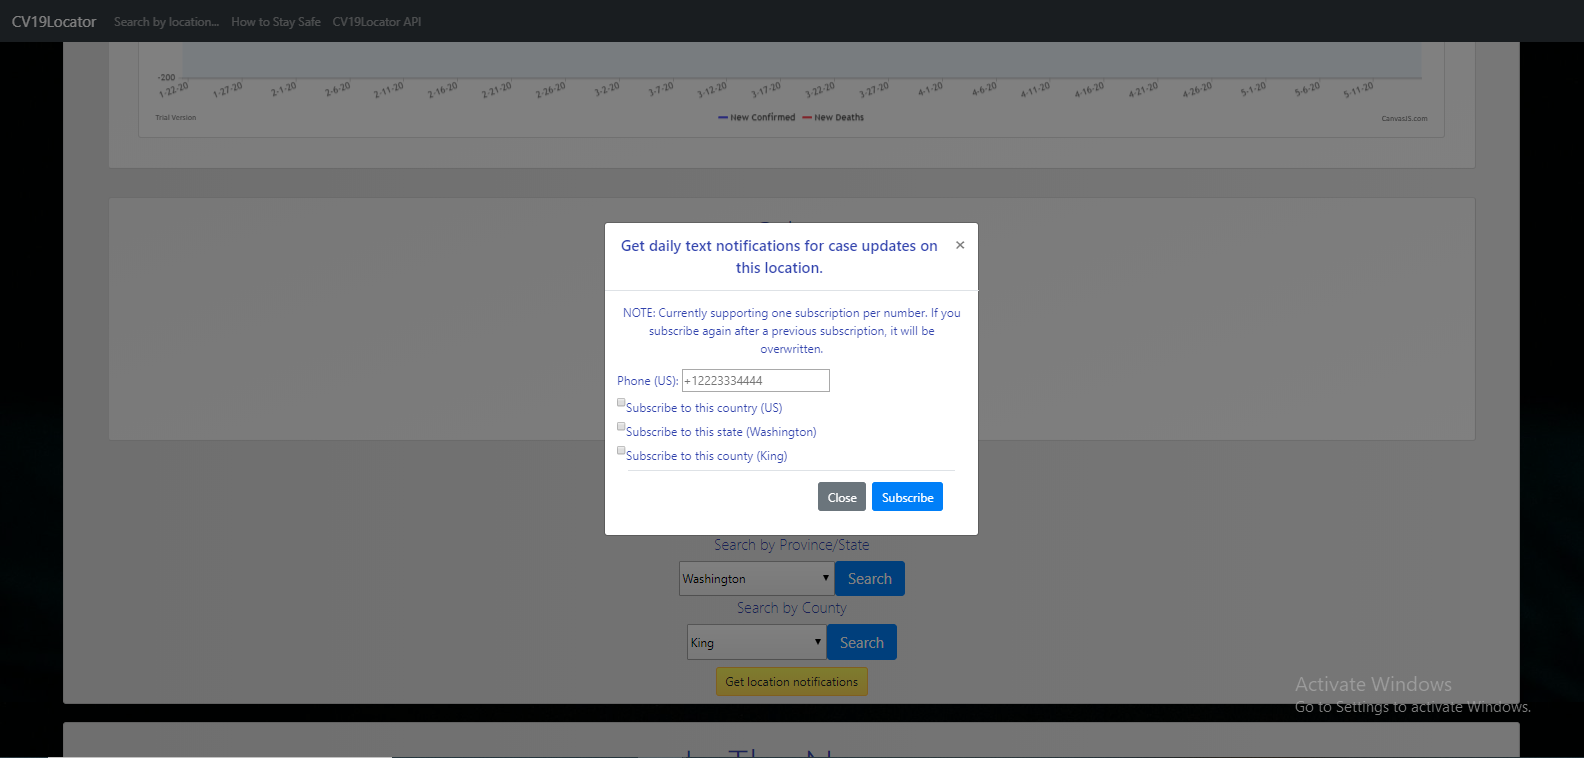 CV19Locator Search by location... How to Stay Safe CV19Locator API
-200
1-22-20 1-27-20 2-1-20 2-6-20 2-11-20 2-16-20 2-21-20 2-26-20 3-2-20 3-7-20 3-12-20 3-17-20 3-22-20 3-27-20 4-1-20 4-6-20 4-11-20 4-16-20 4-21-20 4-26-20 5-1-20 5-6-20 5-11-20
Trial Version New Confirmed New Deaths CanvasJS.com
Get daily text notifications for case updates on ×
this location.
NOTE: Currently supporting one subscription per number. If you
subscribe again after a previous subscription, it will be
overwritten.
Phone (US): +12223334444
Subscribe to this country (US)
Subscribe to this state (Washington)
Subscribe to this county (King)
Close Subscribe
Search by Province/State
Washington Search
Search by County
King Search
Get location notifications
Activate Windows
Go to Settings to activate Windows.